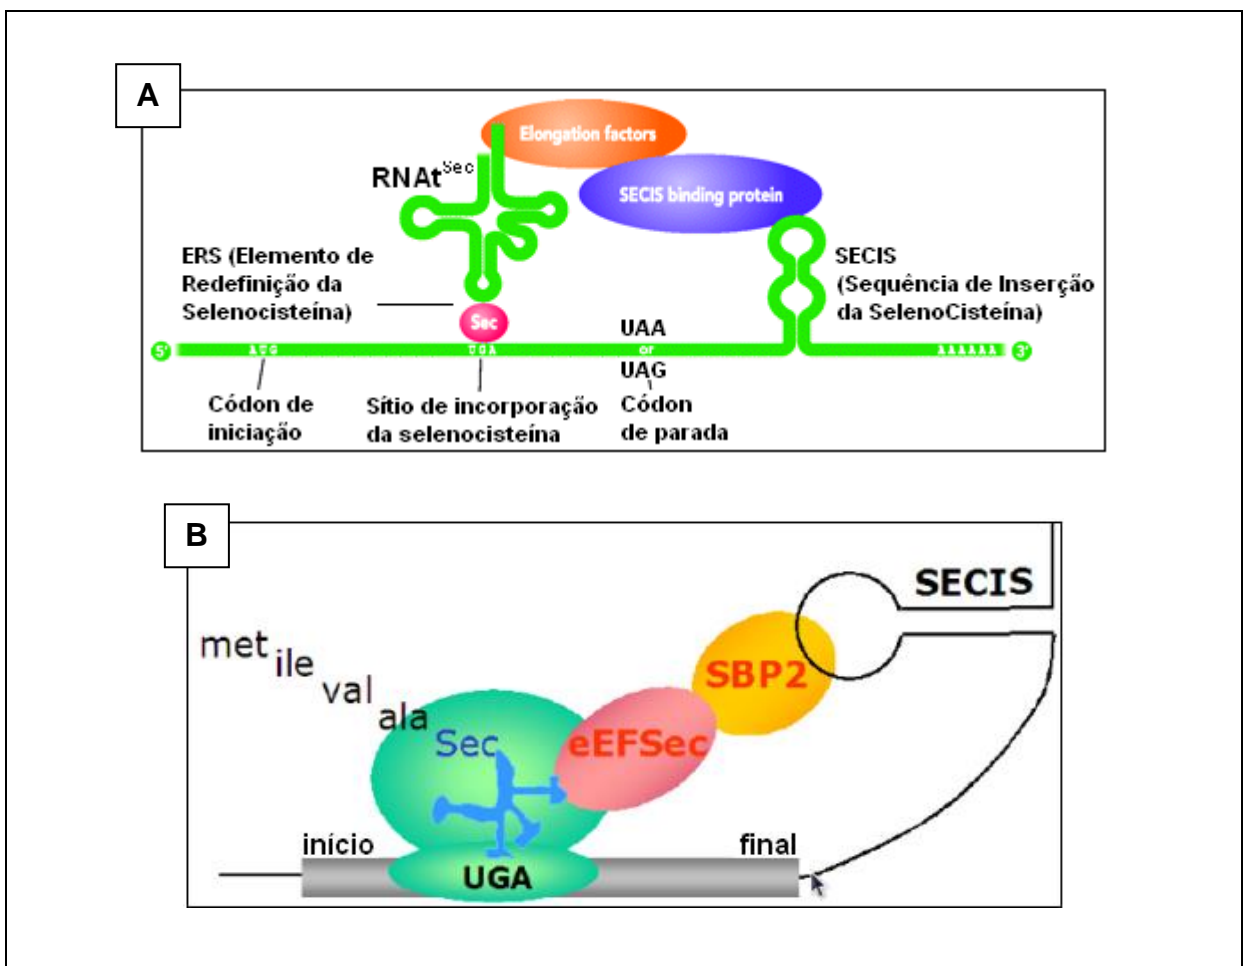 A
Elongation factors
RNAt^Sec
SECIS binding protein
ERS (Elemento de
Redefinição da
Selenocisteína)
SECIS
(Sequência de Inserção
da SelenoCisteína)
Sec
UAA
5' AUG UGA or AAAAAA 3'
UAG
Códon de
iniciação
Sítio de incorporação
da selenocisteína
Códon
de parada
B
SECIS
met
ile
val
ala
Sec
SBP2
eEFSec
início
final
UGA